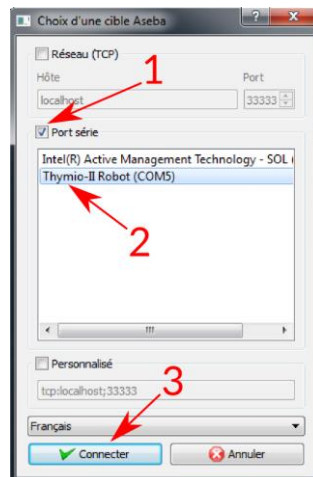 Choix d'une cible Aseba
?
X
Réseau (TCP)
1
Hôte
Port
localhost
33333
Port série
Intel(R) Active Management Technology - SOL (
Thymio-II Robot (COM5)
2
Personnalisé
tcp:localhost;33333
3
Français
Connecter
Annuler